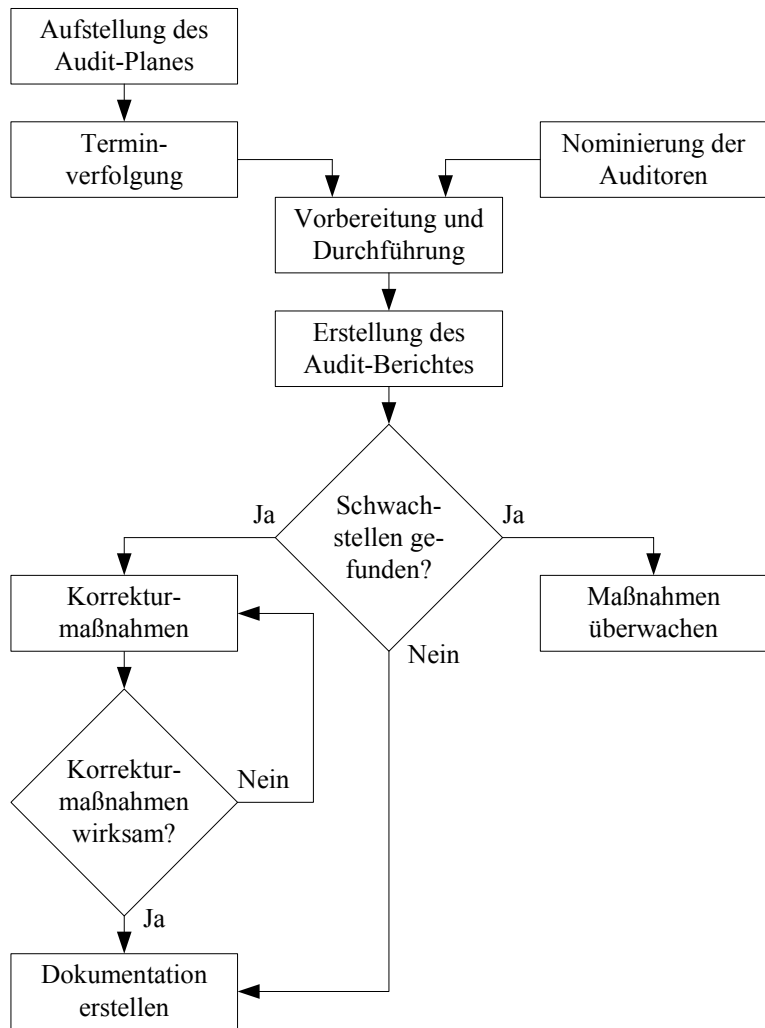 Aufstellung des
Audit-Planes
Termin-
verfolgung
Nominierung der
Auditoren
Vorbereitung und
Durchführung
Erstellung des
Audit-Berichtes
Schwach-
stellen ge-
funden?
Ja
Ja
Korrektur-
maßnahmen
Maßnahmen
überwachen
Nein
Korrektur-
maßnahmen
wirksam?
Nein
Ja
Dokumentation
erstellen